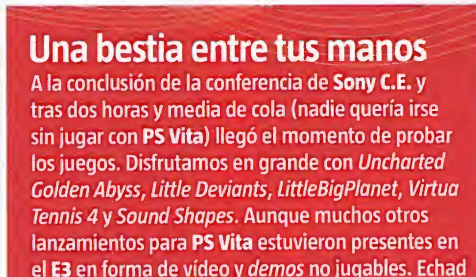 Una bestia entre tus manos
A la conclusión de la conferencia de Sony C.E. y
tras dos horas y media de cola (nadie quería irse
sin jugar con PS Vita) llegó el momento de probar
los juegos. Disfrutamos en grande con Uncharted
Golden Abyss, Little Deviants, LittleBigPlanet, Virtua
Tennis 4 y Sound Shapes. Aunque muchos otros
lanzamientos para PS Vita estuvieron presentes en
el E3 en forma de vídeo y demos no jugables. Echad